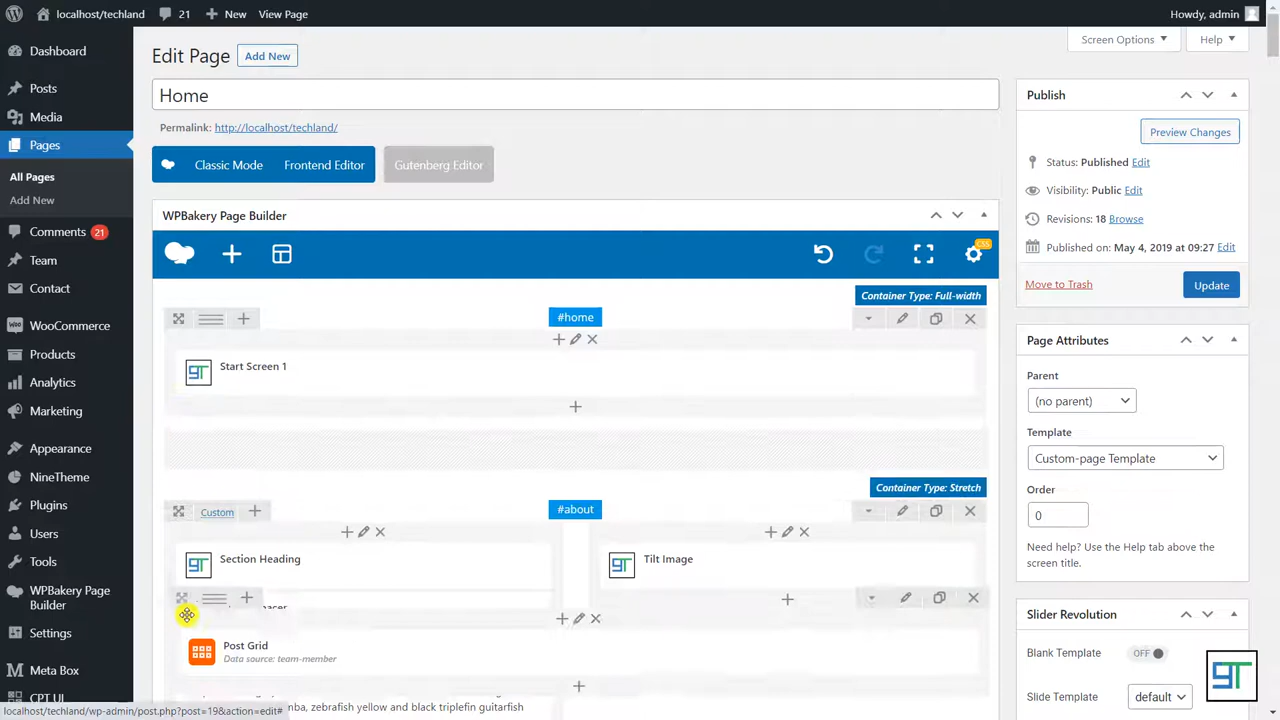 localhost/techland
21
New
View Page
Howdy, admin
Dashboard
Posts
Media
Pages
All Pages
Add New
Comments 21
Team
Contact
WooCommerce
Products
Analytics
Marketing
Appearance
NineTheme
Plugins
Users
Tools
WPBakery Page
Builder
Settings
Meta Box
CPT UI
Screen Options
Help
Edit Page
Add New
Home
Permalink: http://localhost/techland/
Classic Mode
Frontend Editor
Gutenberg Editor
WPBakery Page Builder
CSS
Container Type: Full-width
#home
Start Screen 1
Container Type: Stretch
Custom
#about
Section Heading
Tilt Image
Post Grid
Data source: team-member
zebrafish yellow and black triplefin guitarfish
Publish
Preview Changes
Status: Published Edit
Visibility: Public Edit
Revisions: 18 Browse
Published on: May 4, 2019 at 09:27 Edit
Move to Trash
Update
Page Attributes
Parent
(no parent)
Template
Custom-page Template
Order
0
Need help? Use the Help tab above the
screen title.
Slider Revolution
Blank Template
OFF
Slide Template
default
gT
localhost/techland/wp-admin/post.php?post=19&action=edit#